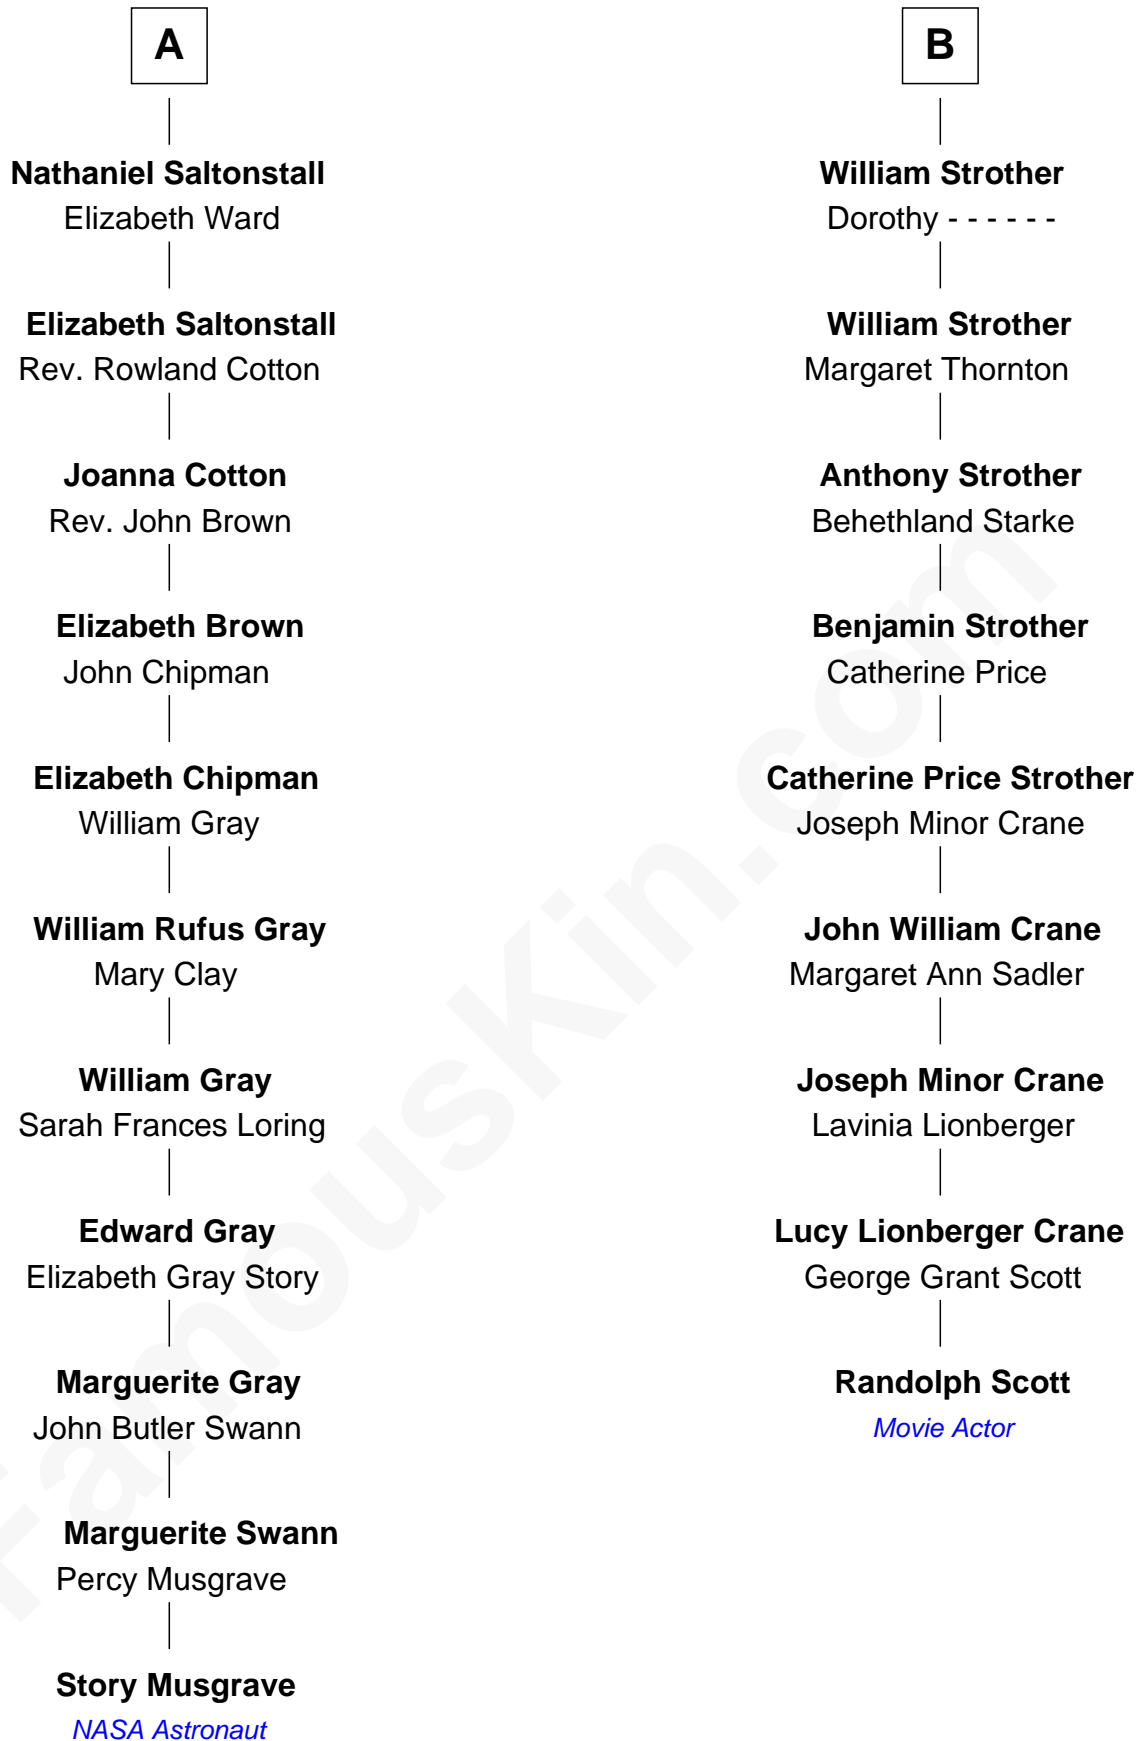 A
Nathaniel Saltonstall
Elizabeth Ward
Elizabeth Saltonstall
Rev. Rowland Cotton
Joanna Cotton
Rev. John Brown
Elizabeth Brown
John Chipman
Elizabeth Chipman
William Gray
William Rufus Gray
Mary Clay
William Gray
Sarah Frances Loring
Edward Gray
Elizabeth Gray Story
Marguerite Gray
John Butler Swann
Marguerite Swann
Percy Musgrave
Story Musgrave
NASA Astronaut
B
William Strother
Dorothy - - - - - -
William Strother
Margaret Thornton
Anthony Strother
Behethland Starke
Benjamin Strother
Catherine Price
Catherine Price Strother
Joseph Minor Crane
John William Crane
Margaret Ann Sadler
Joseph Minor Crane
Lavinia Lionberger
Lucy Lionberger Crane
George Grant Scott
Randolph Scott
Movie Actor
FamousKin.com